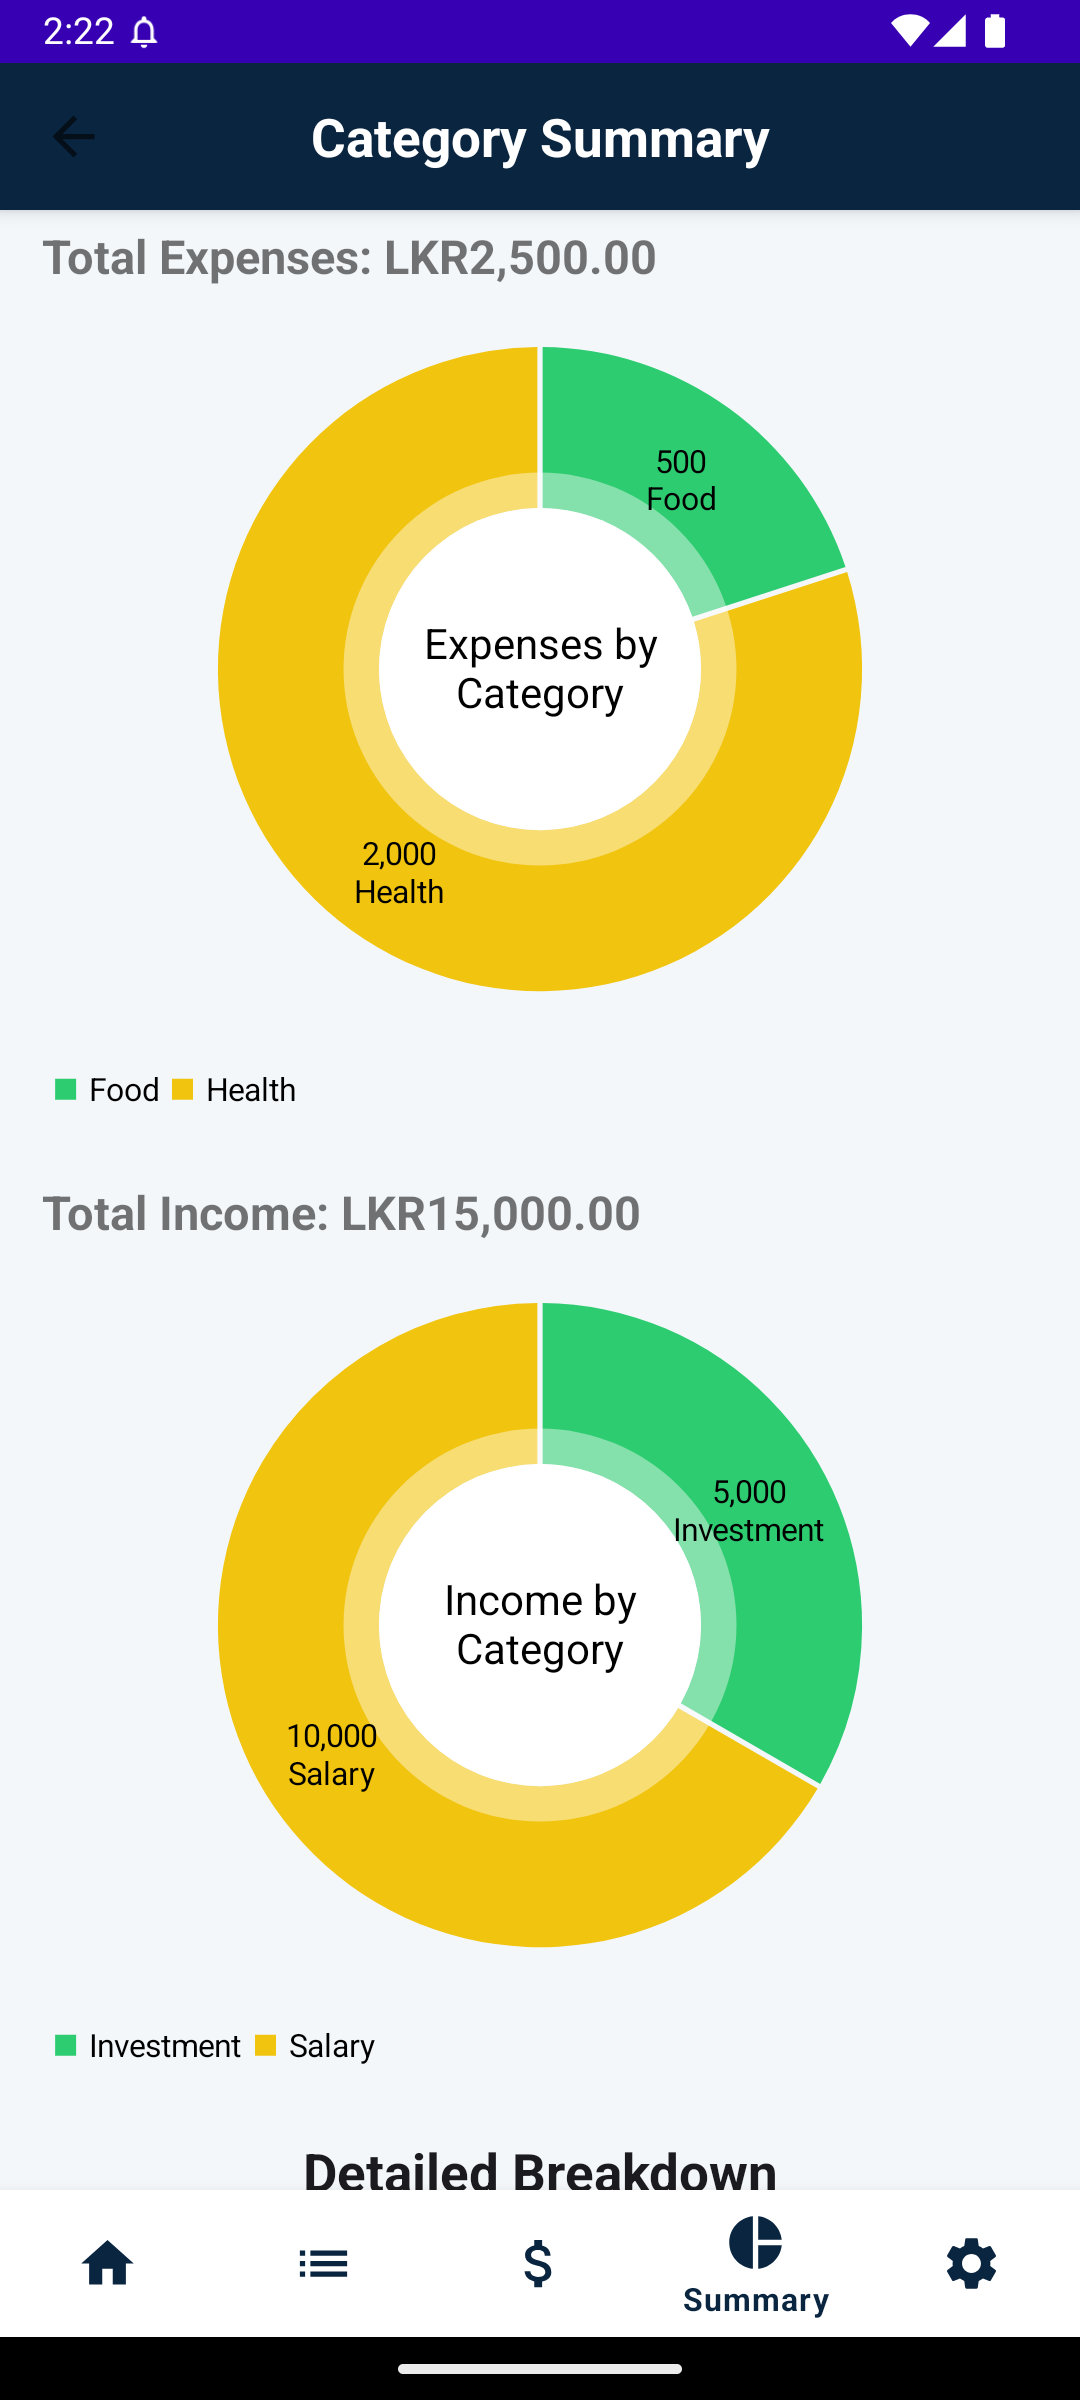 2:22
Category Summary
Total Expenses: LKR2,500.00
500
Food
Expenses by
Category
2,000
Health
Food Health
Total Income: LKR15,000.00
5,000
Investment
Income by
Category
10,000
Salary
Investment Salary
Detailed Breakdown
Summary